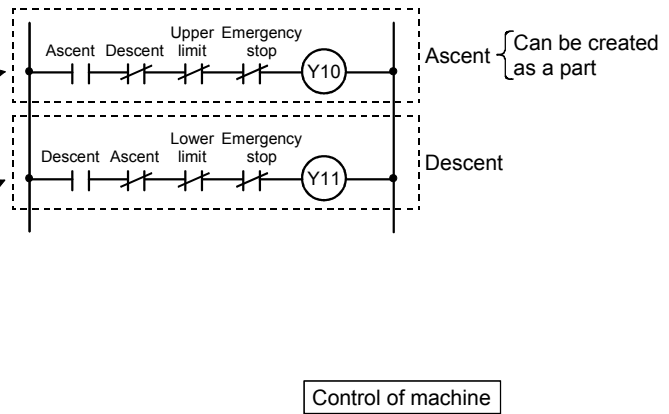 Upper Emergency
Ascent Descent limit stop
Y10
Ascent { Can be created
as a part
Lower Emergency
Descent Ascent limit stop
Y11
Descent
Control of machine